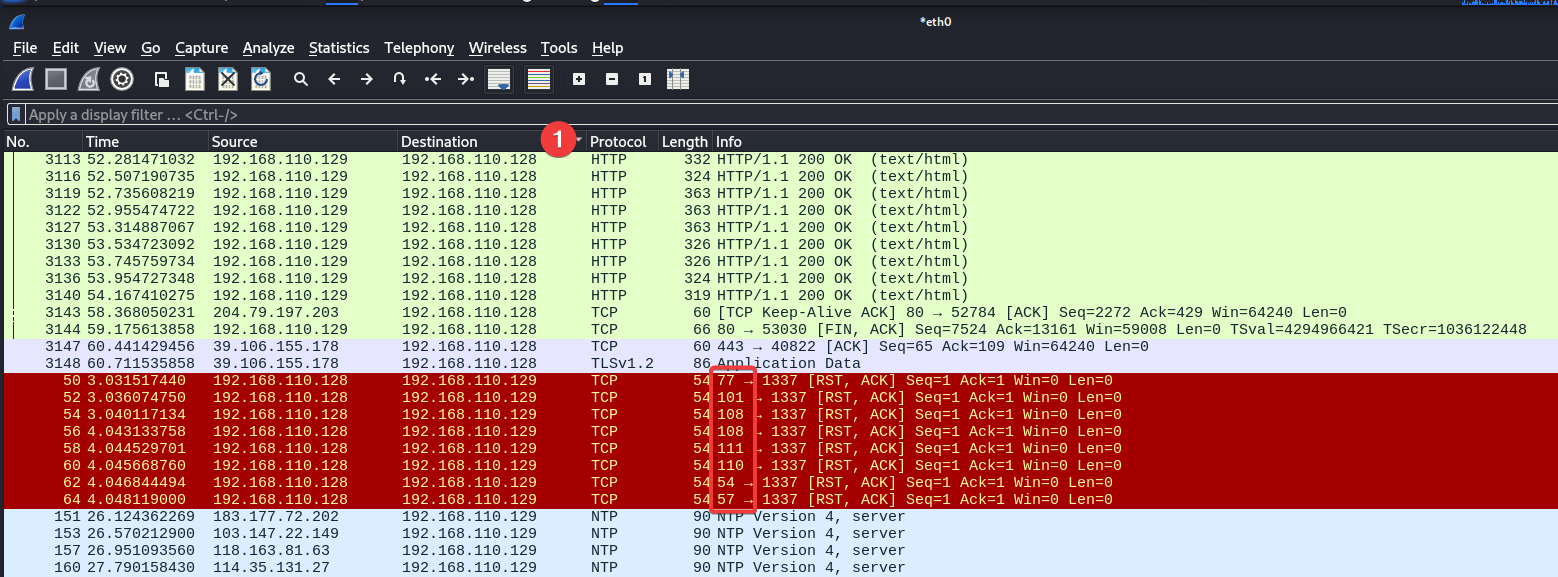 *eth0
File Edit View Go Capture Analyze Statistics Telephony Wireless Tools Help
Apply a display filter … <Ctrl-/>
No. Time Source Destination 1 Protocol Length Info
3113 52.281471032 192.168.110.129 192.168.110.128 HTTP 332 HTTP/1.1 200 OK (text/html)
3116 52.507190735 192.168.110.129 192.168.110.128 HTTP 324 HTTP/1.1 200 OK (text/html)
3119 52.735608219 192.168.110.129 192.168.110.128 HTTP 363 HTTP/1.1 200 OK (text/html)
3122 52.955474722 192.168.110.129 192.168.110.128 HTTP 363 HTTP/1.1 200 OK (text/html)
3127 53.314887067 192.168.110.129 192.168.110.128 HTTP 363 HTTP/1.1 200 OK (text/html)
3130 53.534723092 192.168.110.129 192.168.110.128 HTTP 326 HTTP/1.1 200 OK (text/html)
3133 53.745759734 192.168.110.129 192.168.110.128 HTTP 326 HTTP/1.1 200 OK (text/html)
3136 53.954727348 192.168.110.129 192.168.110.128 HTTP 324 HTTP/1.1 200 OK (text/html)
3140 54.167410275 192.168.110.129 192.168.110.128 HTTP 319 HTTP/1.1 200 OK (text/html)
3143 58.368050231 204.79.197.203 192.168.110.128 TCP 60 [TCP Keep-Alive ACK] 80 → 52784 [ACK] Seq=2272 Ack=429 Win=64240 Len=0
3144 59.175613858 192.168.110.129 192.168.110.128 TCP 66 80 → 53030 [FIN, ACK] Seq=7524 Ack=13161 Win=59008 Len=0 TSval=4294966421 TSecr=1036122448
3147 60.441429456 39.106.155.178 192.168.110.128 TCP 60 443 → 40822 [ACK] Seq=65 Ack=109 Win=64240 Len=0
3148 60.711535858 39.106.155.178 192.168.110.128 TLSv1.2 86 Application Data
50 3.031517440 192.168.110.128 192.168.110.129 TCP 54 77 → 1337 [RST, ACK] Seq=1 Ack=1 Win=0 Len=0
52 3.036074750 192.168.110.128 192.168.110.129 TCP 54 101 → 1337 [RST, ACK] Seq=1 Ack=1 Win=0 Len=0
54 3.040117134 192.168.110.128 192.168.110.129 TCP 54 108 → 1337 [RST, ACK] Seq=1 Ack=1 Win=0 Len=0
56 4.043133758 192.168.110.128 192.168.110.129 TCP 54 108 → 1337 [RST, ACK] Seq=1 Ack=1 Win=0 Len=0
58 4.044529701 192.168.110.128 192.168.110.129 TCP 54 111 → 1337 [RST, ACK] Seq=1 Ack=1 Win=0 Len=0
60 4.045668760 192.168.110.128 192.168.110.129 TCP 54 110 → 1337 [RST, ACK] Seq=1 Ack=1 Win=0 Len=0
62 4.046844494 192.168.110.128 192.168.110.129 TCP 54 54 → 1337 [RST, ACK] Seq=1 Ack=1 Win=0 Len=0
64 4.048119000 192.168.110.128 192.168.110.129 TCP 54 57 → 1337 [RST, ACK] Seq=1 Ack=1 Win=0 Len=0
151 26.124362269 183.177.72.202 192.168.110.129 NTP 90 NTP Version 4, server
153 26.570212900 103.147.22.149 192.168.110.129 NTP 90 NTP Version 4, server
157 26.951093560 118.163.81.63 192.168.110.129 NTP 90 NTP Version 4, server
160 27.790158430 114.35.131.27 192.168.110.129 NTP 90 NTP Version 4, server